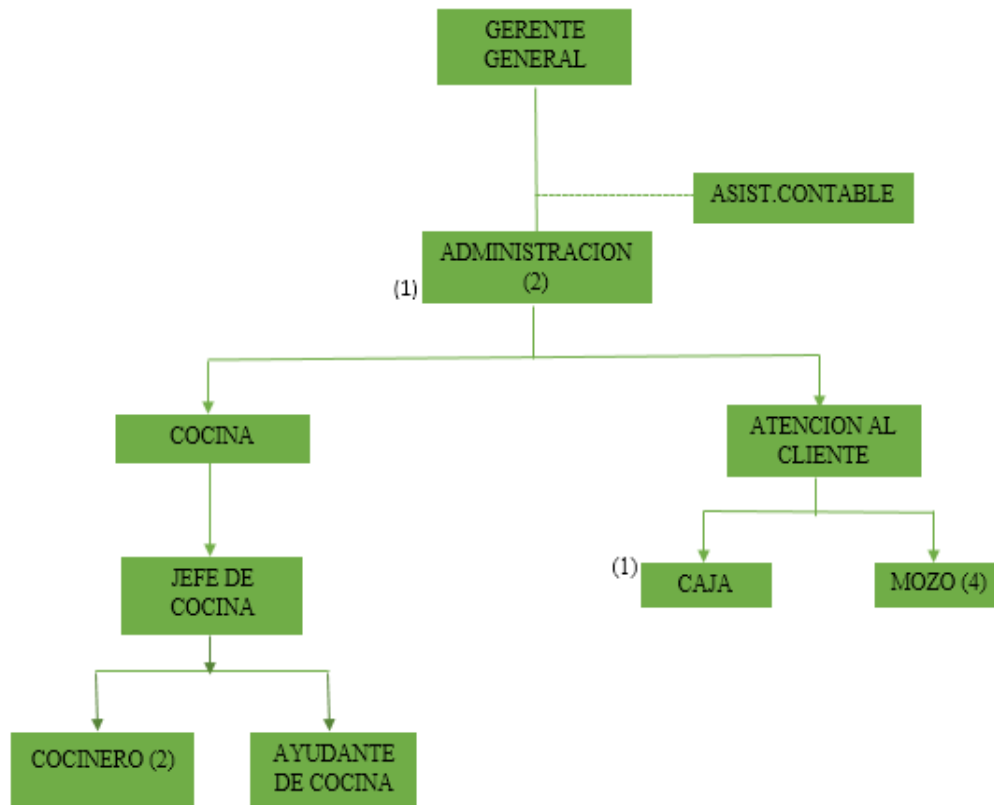 GERENTE
GENERAL
ASIST.CONTABLE
ADMINISTRACION
(2)
(1)
COCINA
ATENCION AL
CLIENTE
JEFE DE
COCINA
(1)
CAJA
MOZO (4)
COCINERO (2)
AYUDANTE
DE COCINA